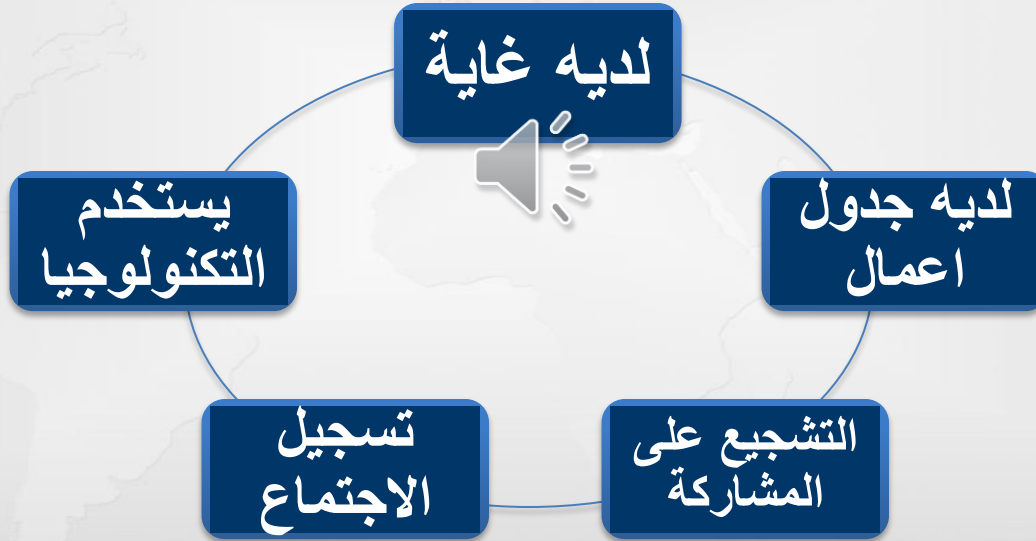 لديه غاية
لديه جدول
اعمال
التشجيع على
المشاركة
تسجيل
الاجتماع
يستخدم
التكنولوجيا